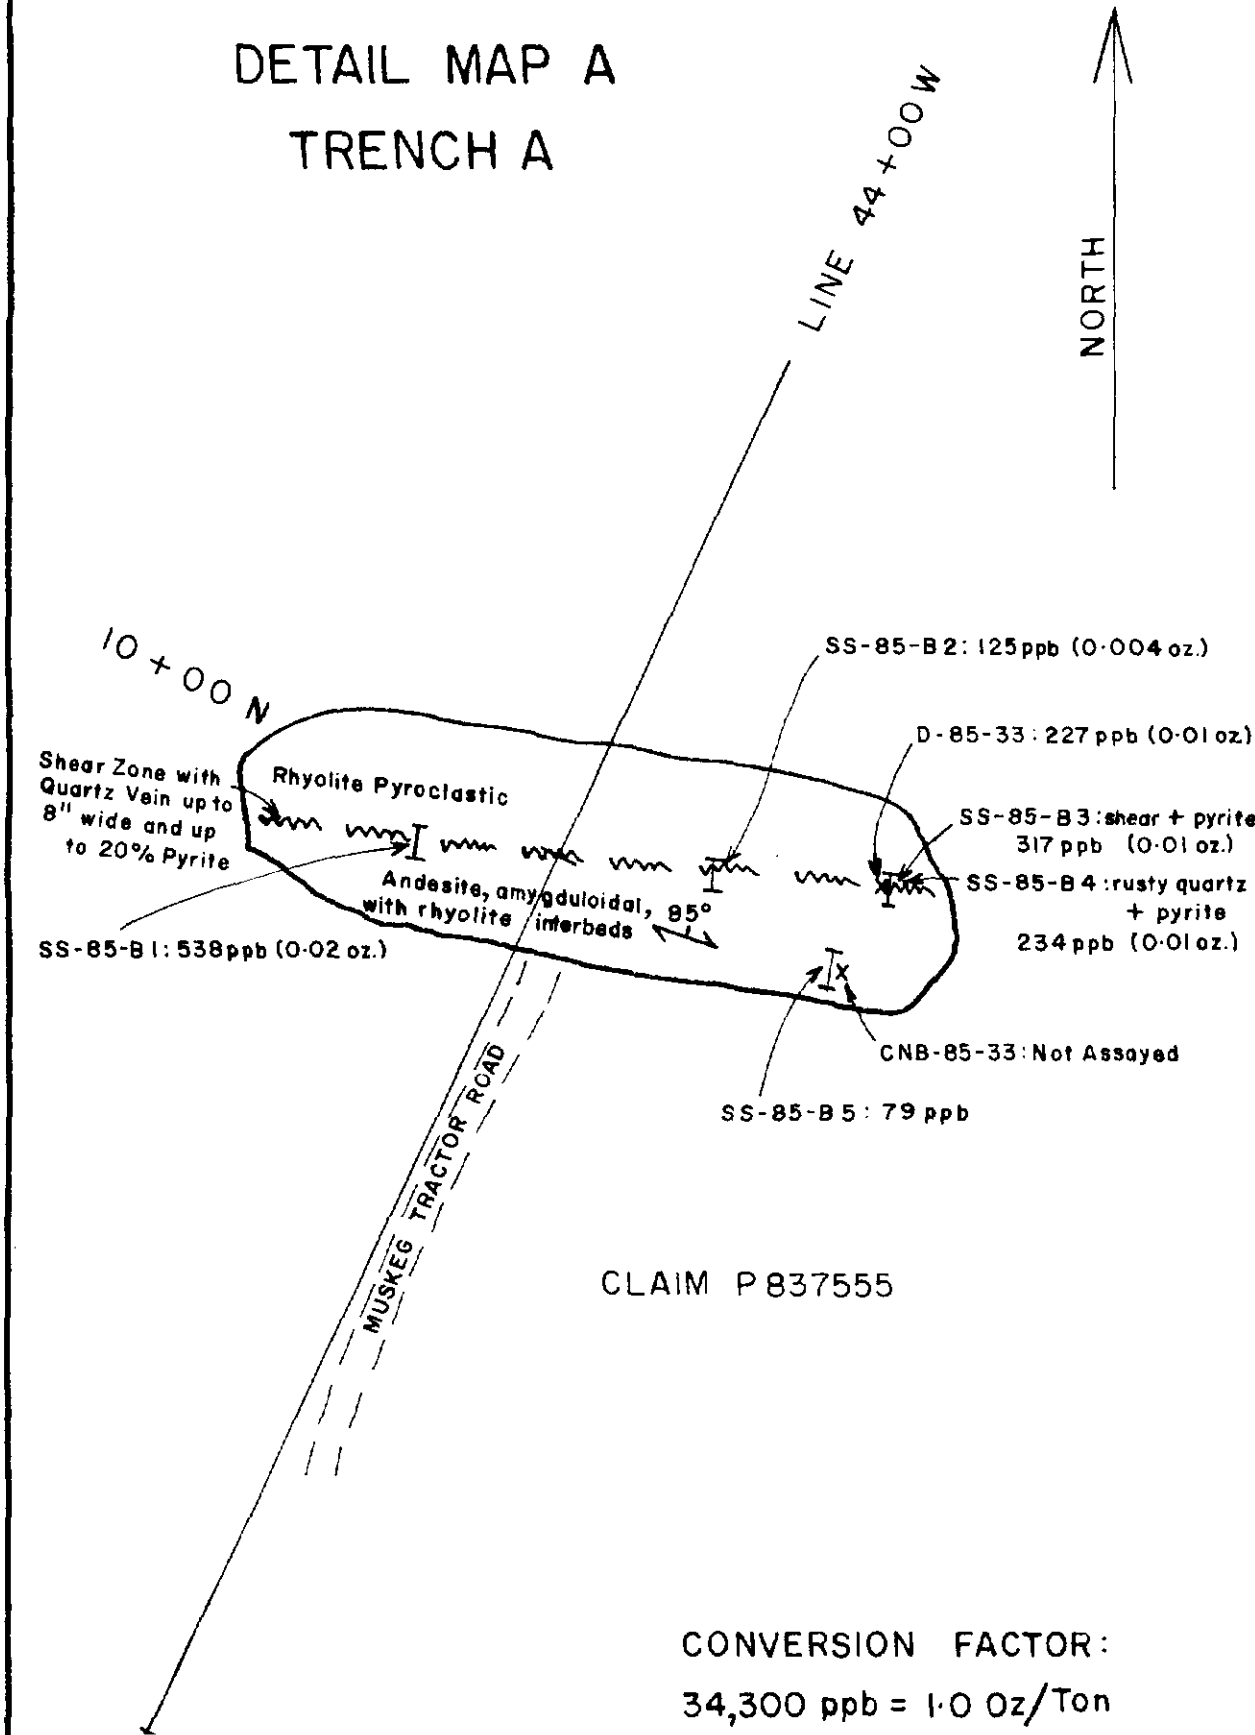 DETAIL MAP A
TRENCH A
LINE 44+00W
NORTH
10+00 N
SS-85-B2: 125 ppb (0.004 oz.)
D-85-33: 227 ppb (0.01 oz)
Shear Zone with
Quartz Vein up to
8" wide and up
to 20% Pyrite
Rhyolite Pyroclastic
SS-85-B3: shear + pyrite
317 ppb (0.01 oz.)
SS-85-B4: rusty quartz
+ pyrite
234 ppb (0.01 oz.)
Andesite, amygduloidal,
with rhyolite interbeds
85°
SS-85-B1: 538 ppb (0.02 oz.)
x
CNB-85-33: Not Assayed
SS-85-B5: 79 ppb
MUSKEG TRACTOR ROAD
CLAIM P837555
CONVERSION FACTOR:
34,300 ppb = 1.0 Oz/Ton